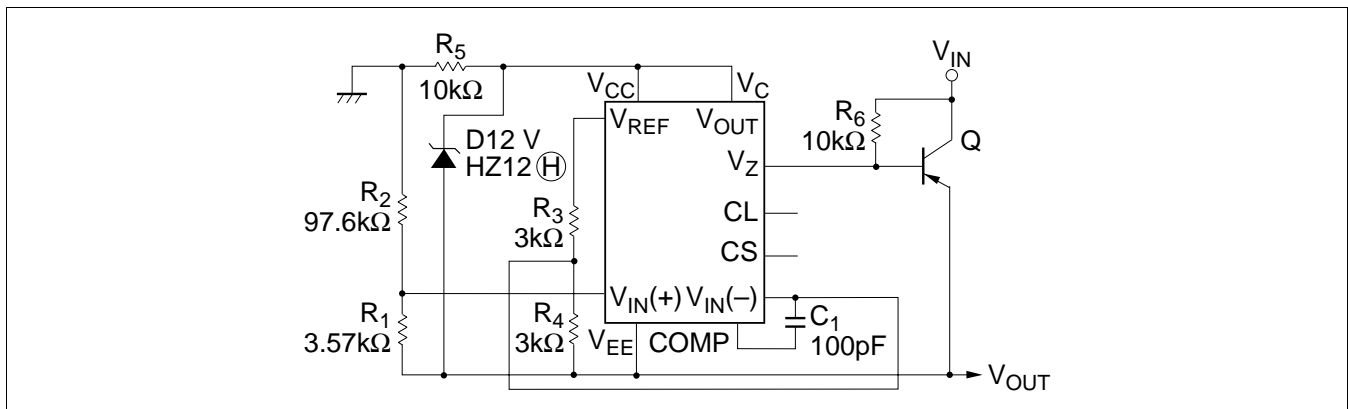 R5
10kΩ
VIN
VCC
VC
VREF
VOUT
R6
10kΩ
Q
D12 V
HZ12 Ⓗ
VZ
R2
97.6kΩ
R3
3kΩ
CL
CS
VIN(+)
VIN(–)
R1
3.57kΩ
R4
3kΩ
VEE
COMP
C1
100pF
VOUT